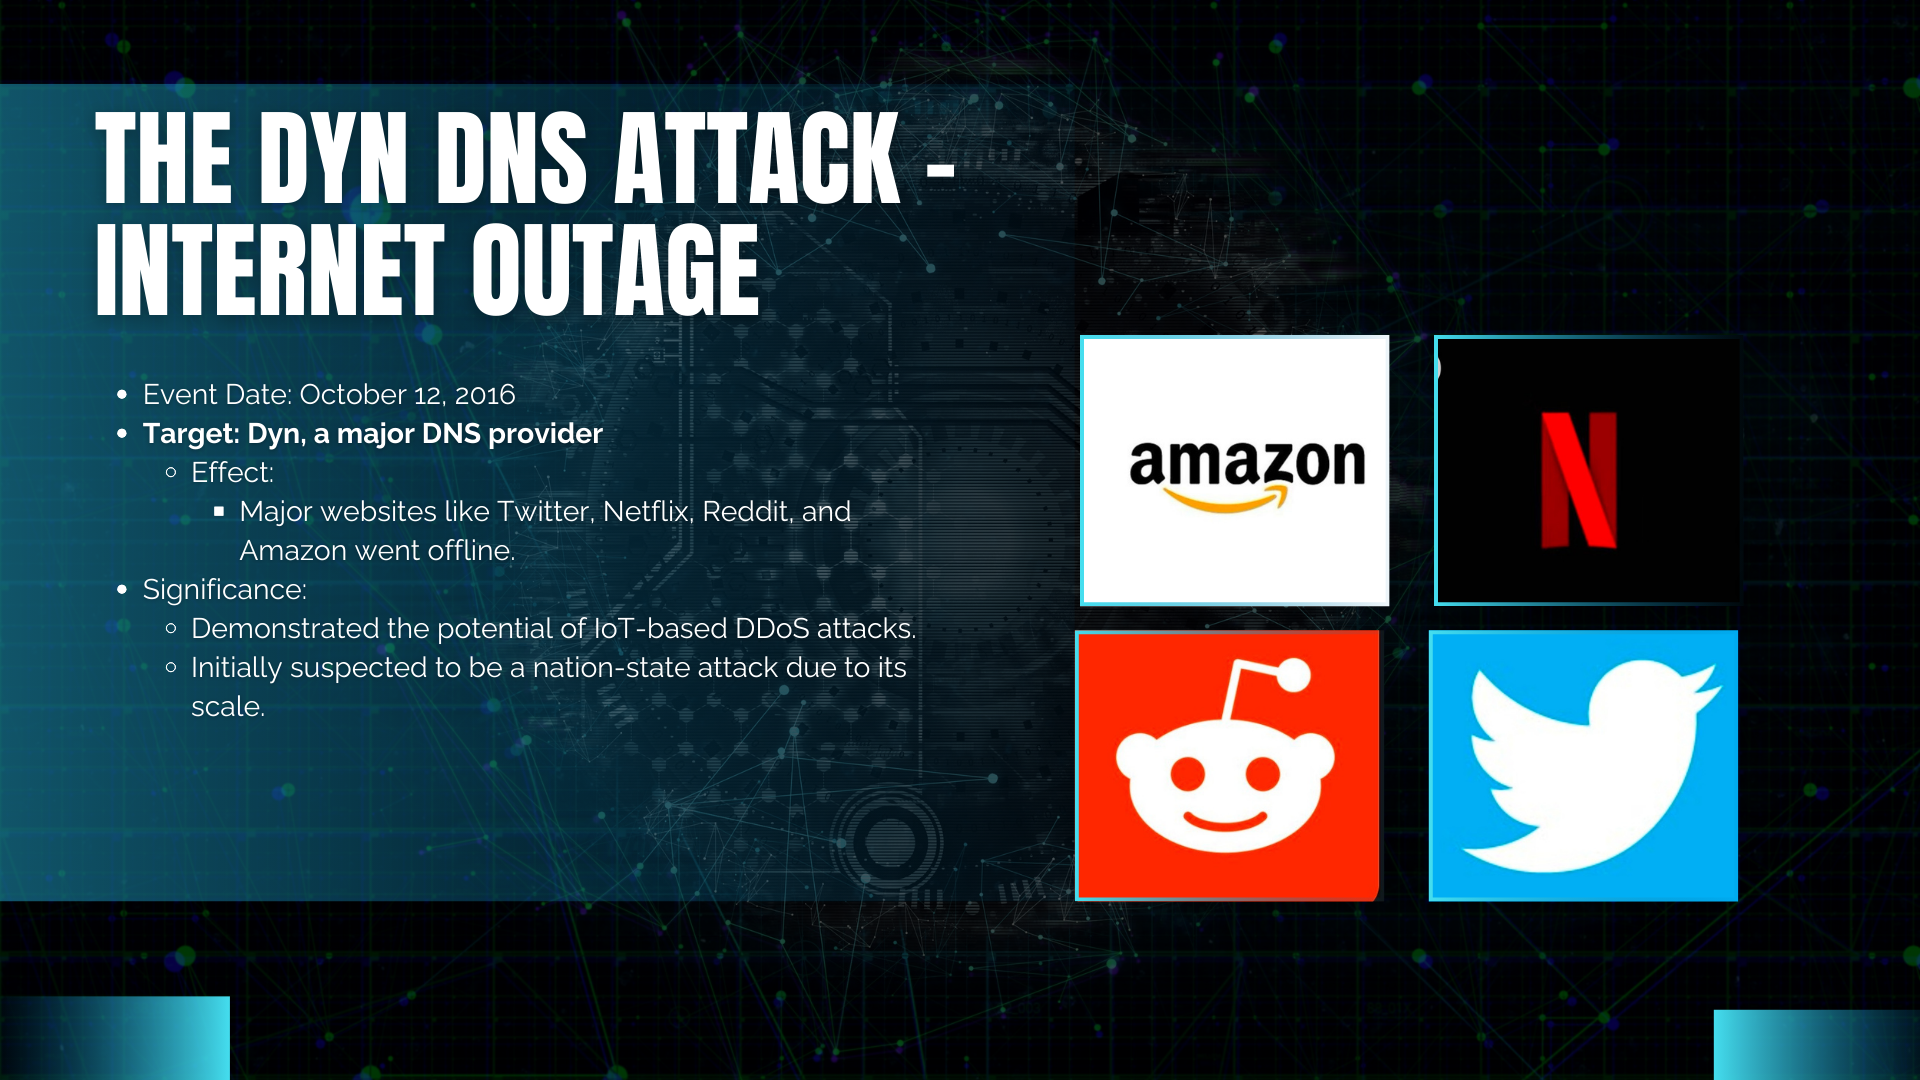 THE DYN DNS ATTACK -
INTERNET OUTAGE
Event Date: October 12, 2016
Target: Dyn, a major DNS provider
Effect:
Major websites like Twitter, Netflix, Reddit, and
Amazon went offline.
Significance:
Demonstrated the potential of IoT-based DDoS attacks.
Initially suspected to be a nation-state attack due to its
scale.
amazon
N